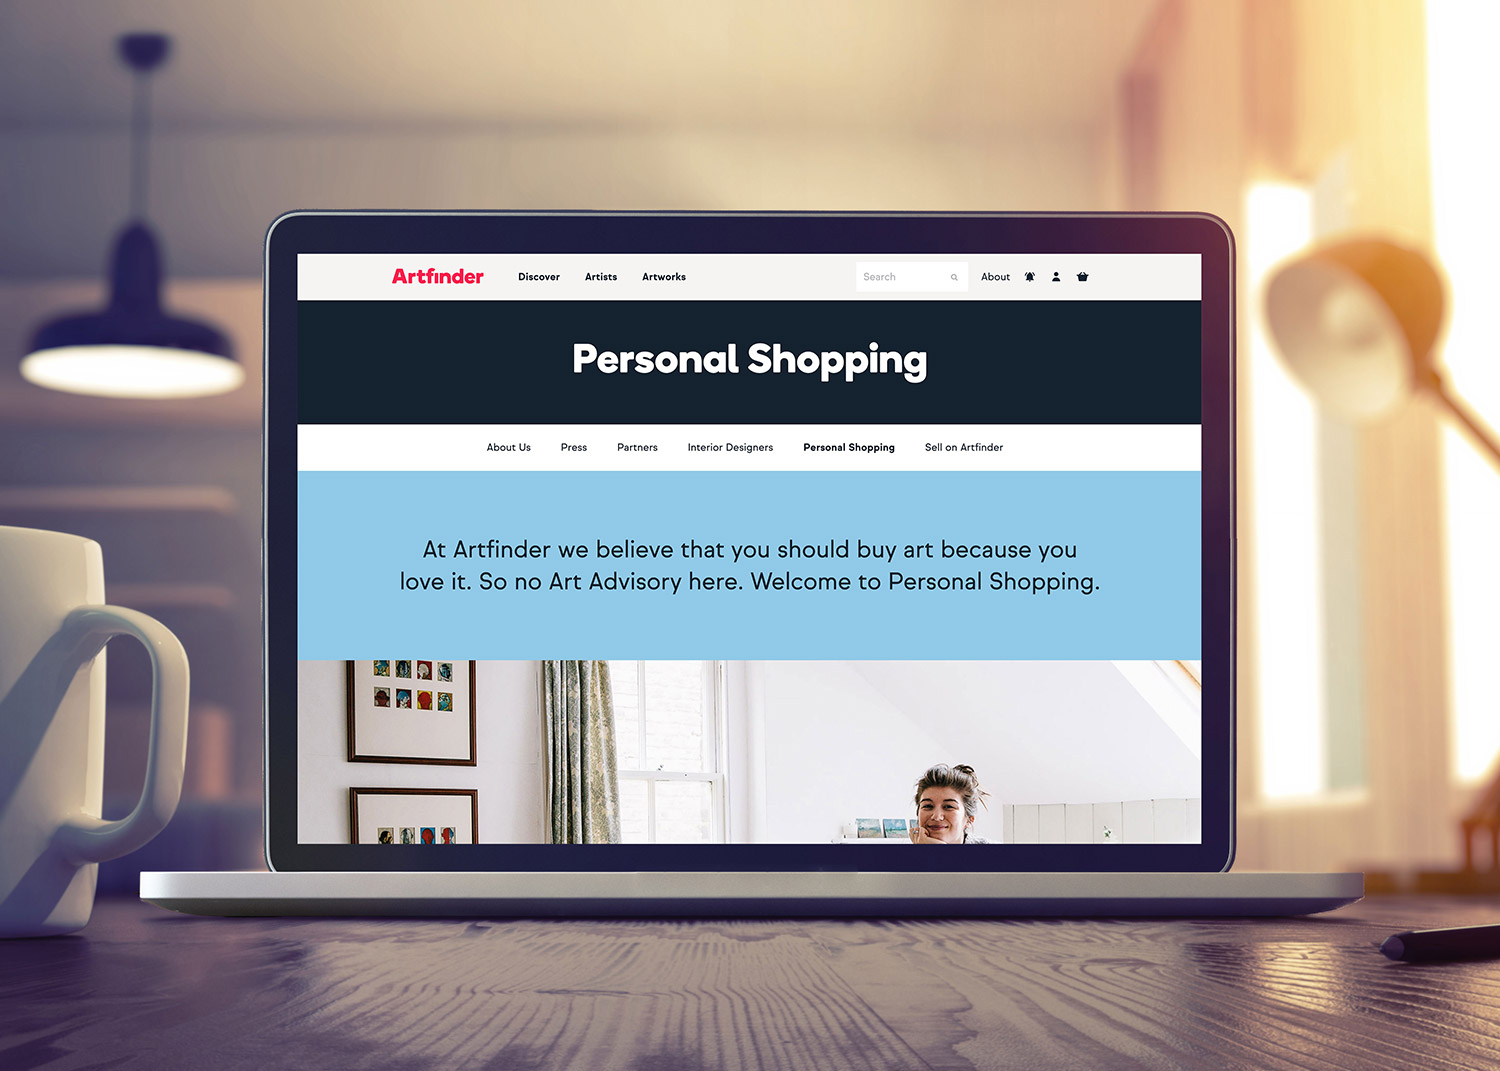 Artfinder
Discover
Artists
Artworks
Search
About
Personal Shopping
About Us
Press
Partners
Interior Designers
Personal Shopping
Sell on Artfinder
At Artfinder we believe that you should buy art because you
love it. So no Art Advisory here. Welcome to Personal Shopping.